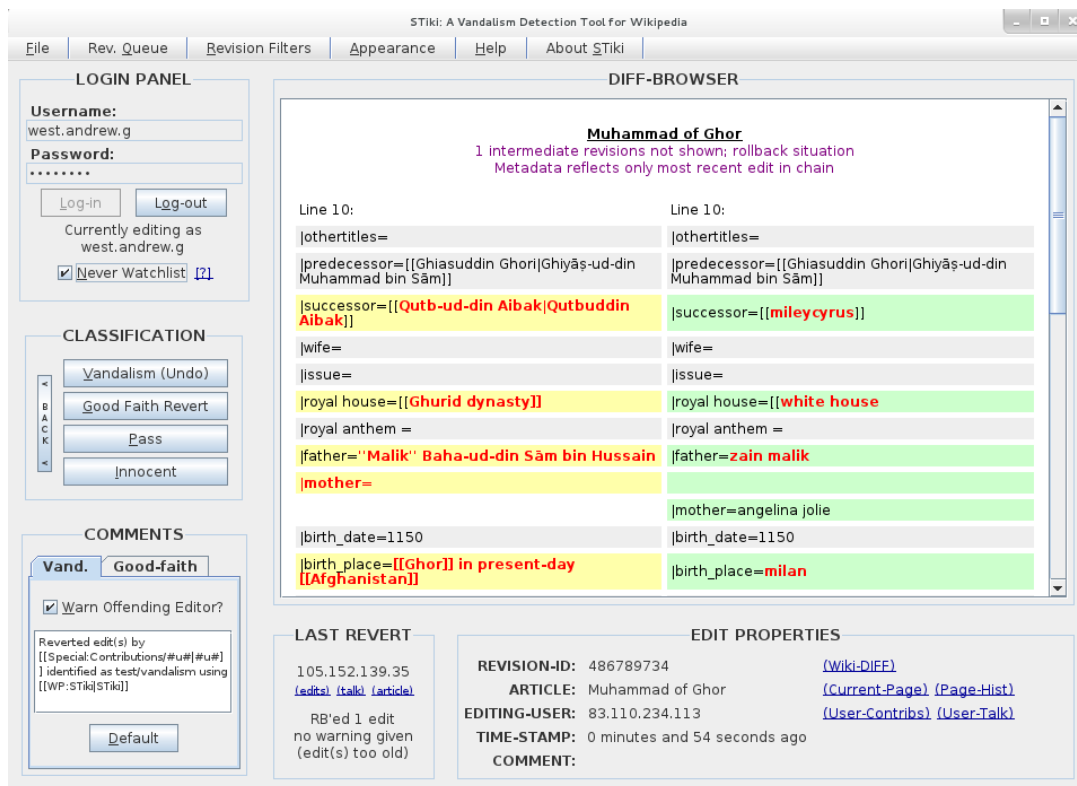 STiki: A Vandalism Detection Tool for Wikipedia
File Rev. Queue Revision Filters Appearance Help About STiki
LOGIN PANEL
Username:
west.andrew.g
Password:
••••••••
Log-in Log-out
Currently editing as
west.andrew.g
Never Watchlist [?]
CLASSIFICATION
< BACK <
Vandalism (Undo)
Good Faith Revert
Pass
Innocent
COMMENTS
Vand. Good-faith
Warn Offending Editor?
Reverted edit(s) by
[[Special:Contributions/#u#|#u#]
] identified as test/vandalism using
[[WP:STiki|STiki]]
Default
DIFF-BROWSER
Muhammad of Ghor
1 intermediate revisions not shown; rollback situation
Metadata reflects only most recent edit in chain
Line 10: Line 10:
|othertitles= |othertitles=
|predecessor=[[Ghiasuddin Ghori|Ghiyāṣ-ud-din |predecessor=[[Ghiasuddin Ghori|Ghiyāṣ-ud-din
Muhammad bin Sām]] Muhammad bin Sām]]
|successor=[[Qutb-ud-din Aibak|Qutbuddin
Aibak]] |successor=[[mileycyrus]]
|wife= |wife=
|issue= |issue=
|royal house=[[Ghurid dynasty]] |royal house=[[white house
|royal anthem = |royal anthem =
|father=''Malik'' Baha-ud-din Sām bin Hussain |father=zain malik
|mother=
|mother=angelina jolie
|birth_date=1150 |birth_date=1150
|birth_place=[[Ghor]] in present-day
[[Afghanistan]] |birth_place=milan
LAST REVERT
105.152.139.35
(edits) (talk) (article)
RB'ed 1 edit
no warning given
(edit(s) too old)
EDIT PROPERTIES
REVISION-ID: 486789734 (Wiki-DIFF)
ARTICLE: Muhammad of Ghor (Current-Page) (Page-Hist)
EDITING-USER: 83.110.234.113 (User-Contribs) (User-Talk)
TIME-STAMP: 0 minutes and 54 seconds ago
COMMENT: